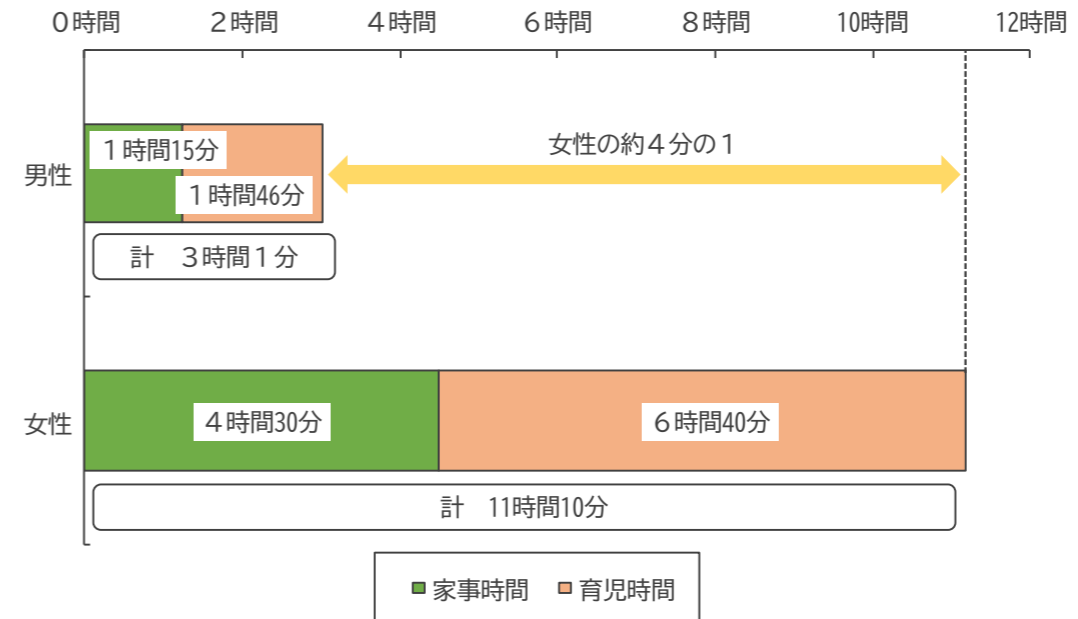 ０時間 ２時間 ４時間 ６時間 ８時間 10時間 12時間
女性の約４分の１
男性
１時間15分
１時間46分
計　３時間１分
女性
４時間30分
６時間40分
計　11時間10分
家事時間 育児時間